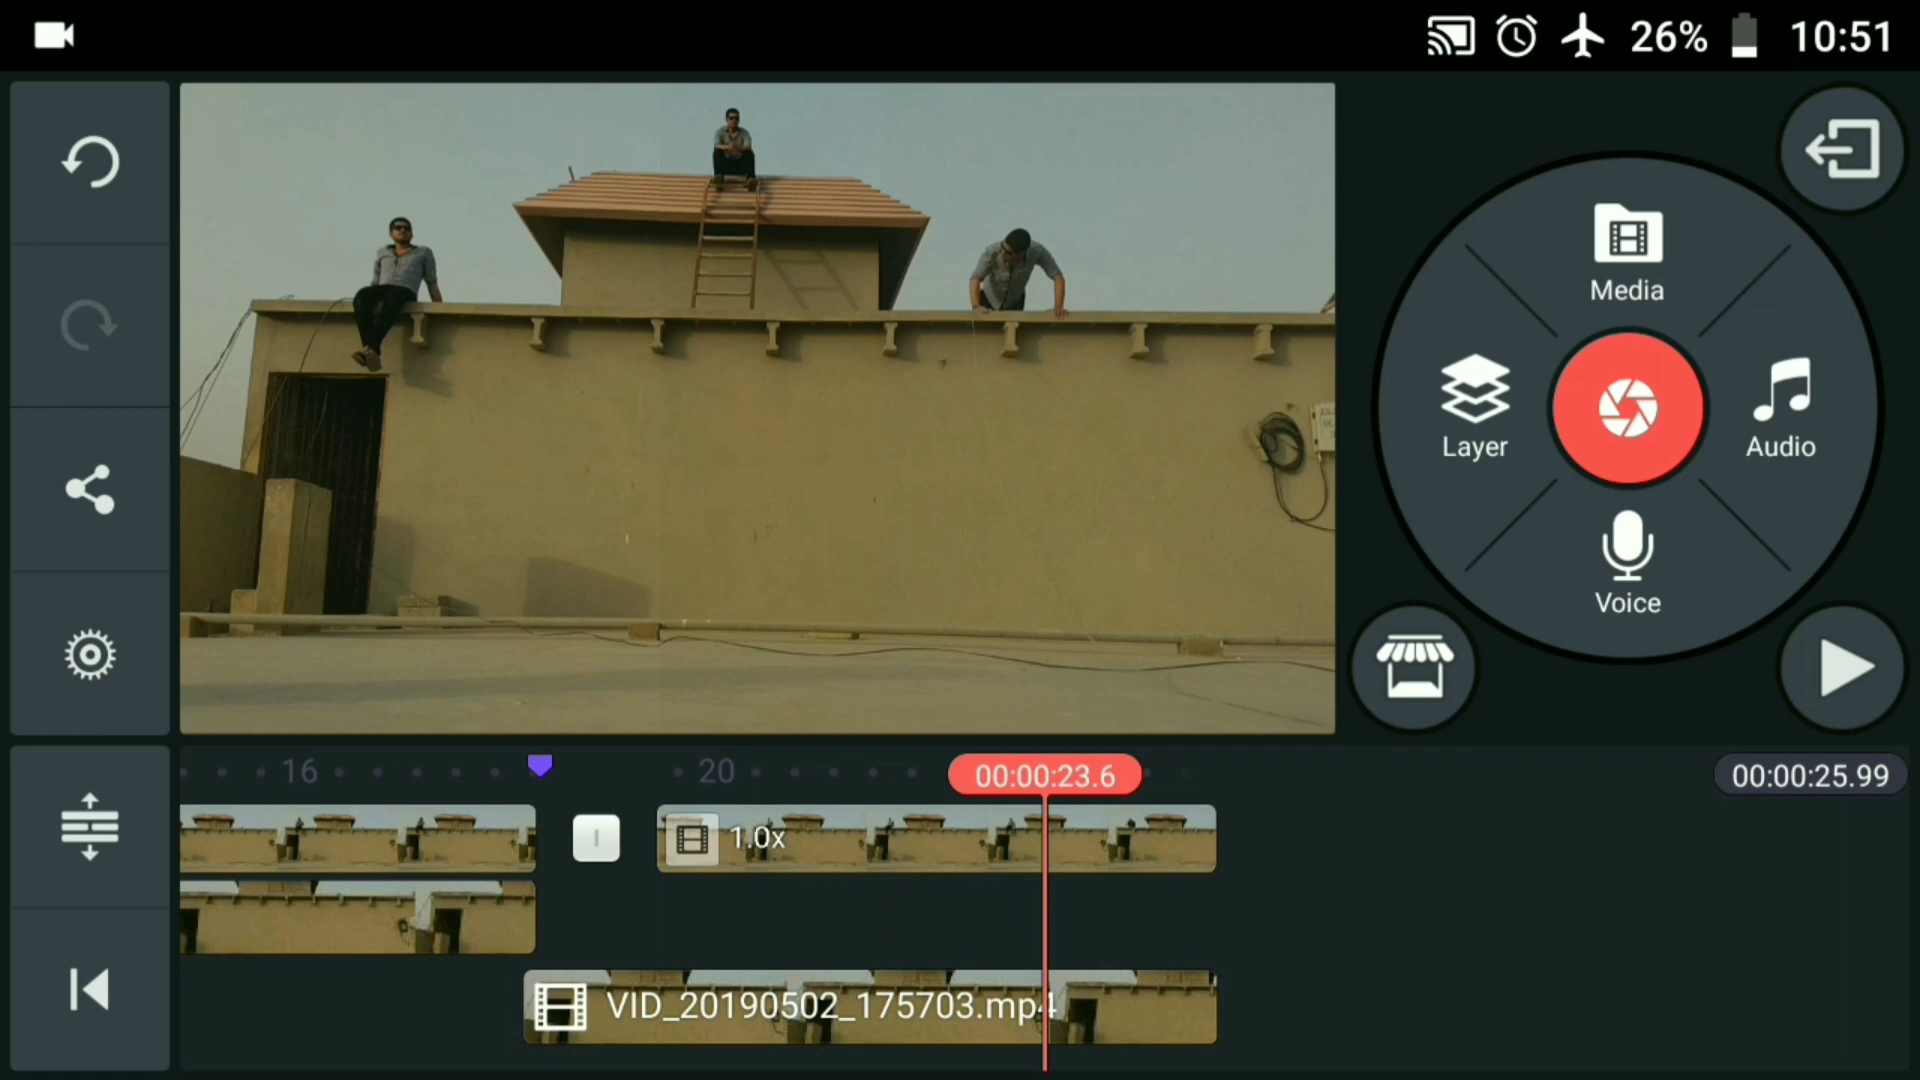 26% 10:51
Media
Layer
Audio
Voice
16
20
00:00:23.6
00:00:25.99
1.0x
VID_20190502_175703.mp4